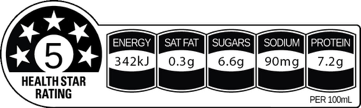 5
HEALTH STAR
RATING
ENERGY SAT FAT SUGARS SODIUM PROTEIN
342kJ 0.3g 6.6g 90mg 7.2g
PER 100mL